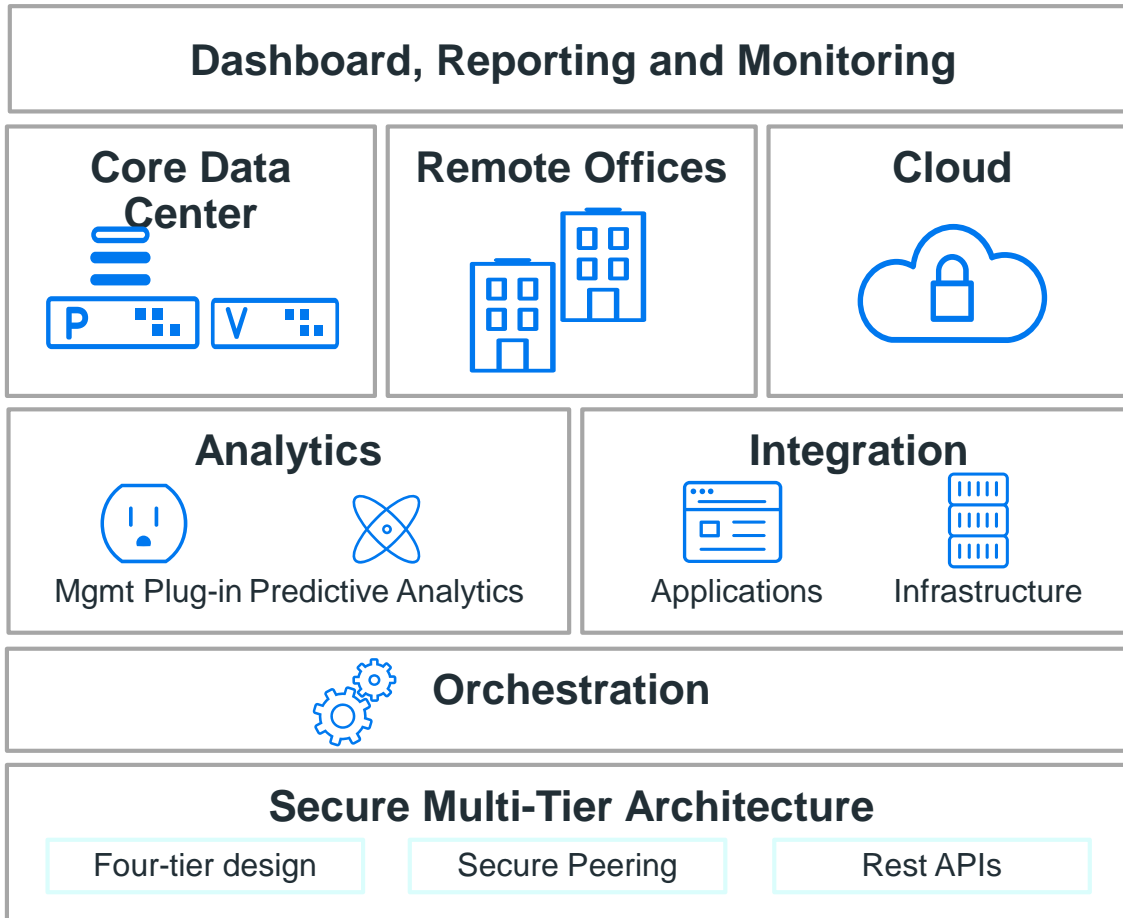 Dashboard, Reporting and Monitoring
Core Data
Center
P
V
Remote Offices
Cloud
Analytics
Mgmt Plug-in Predictive Analytics
Integration
Applications
Infrastructure
Orchestration
Secure Multi-Tier Architecture
Four-tier design
Secure Peering
Rest APIs